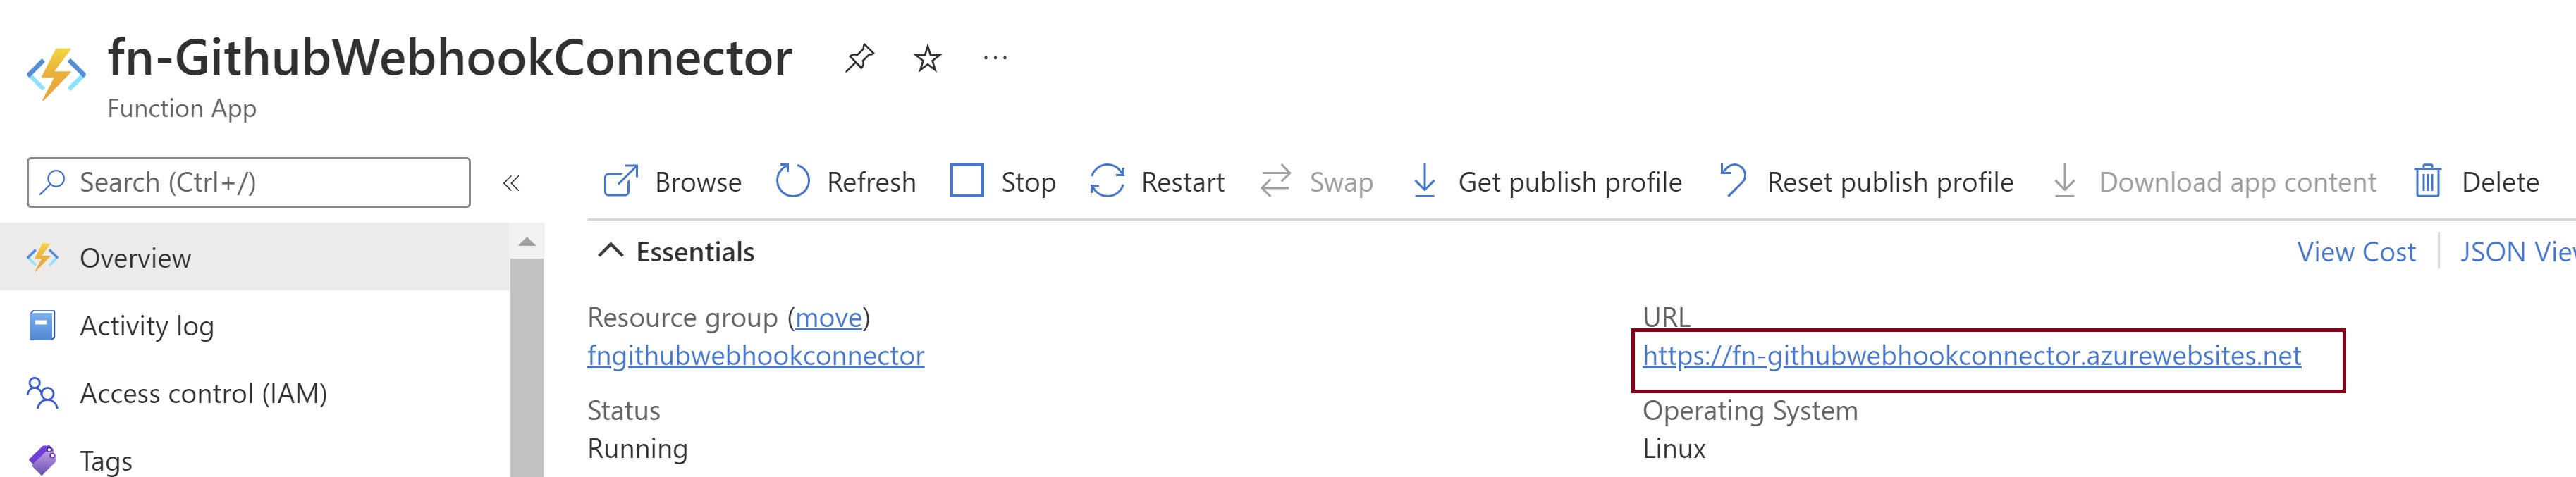 fn-GithubWebhookConnector
Function App
Search (Ctrl+/)
Browse Refresh Stop Restart Swap Get publish profile Reset publish profile Download app content Delete
Overview
Activity log
Access control (IAM)
Tags
Essentials
View Cost JSON Vie
Resource group (move)
fngithubwebhookconnector
Status
Running
URL
https://fn-githubwebhookconnector.azurewebsites.net
Operating System
Linux